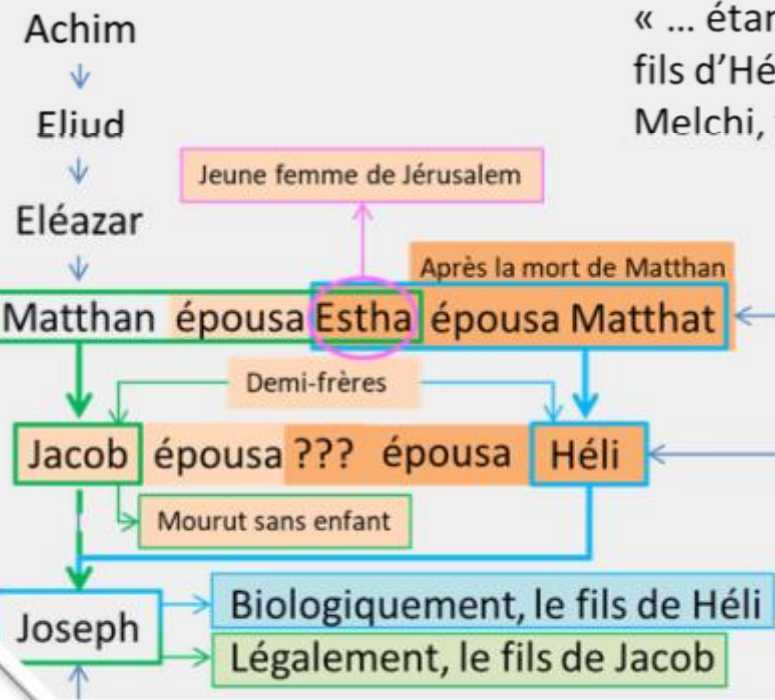 Achim
« ... étan
fils d'Hé
Eliud
Melchi,
Jeune femme de Jérusalem
Eléazar
Après la mort de Matthan
Matthan épousa Estha épousa Matthat
Demi-frères
Jacob épousa ??? épousa Héli
Mourut sans enfant
Joseph
Biologiquement, le fils de Héli
Légalement, le fils de Jacob